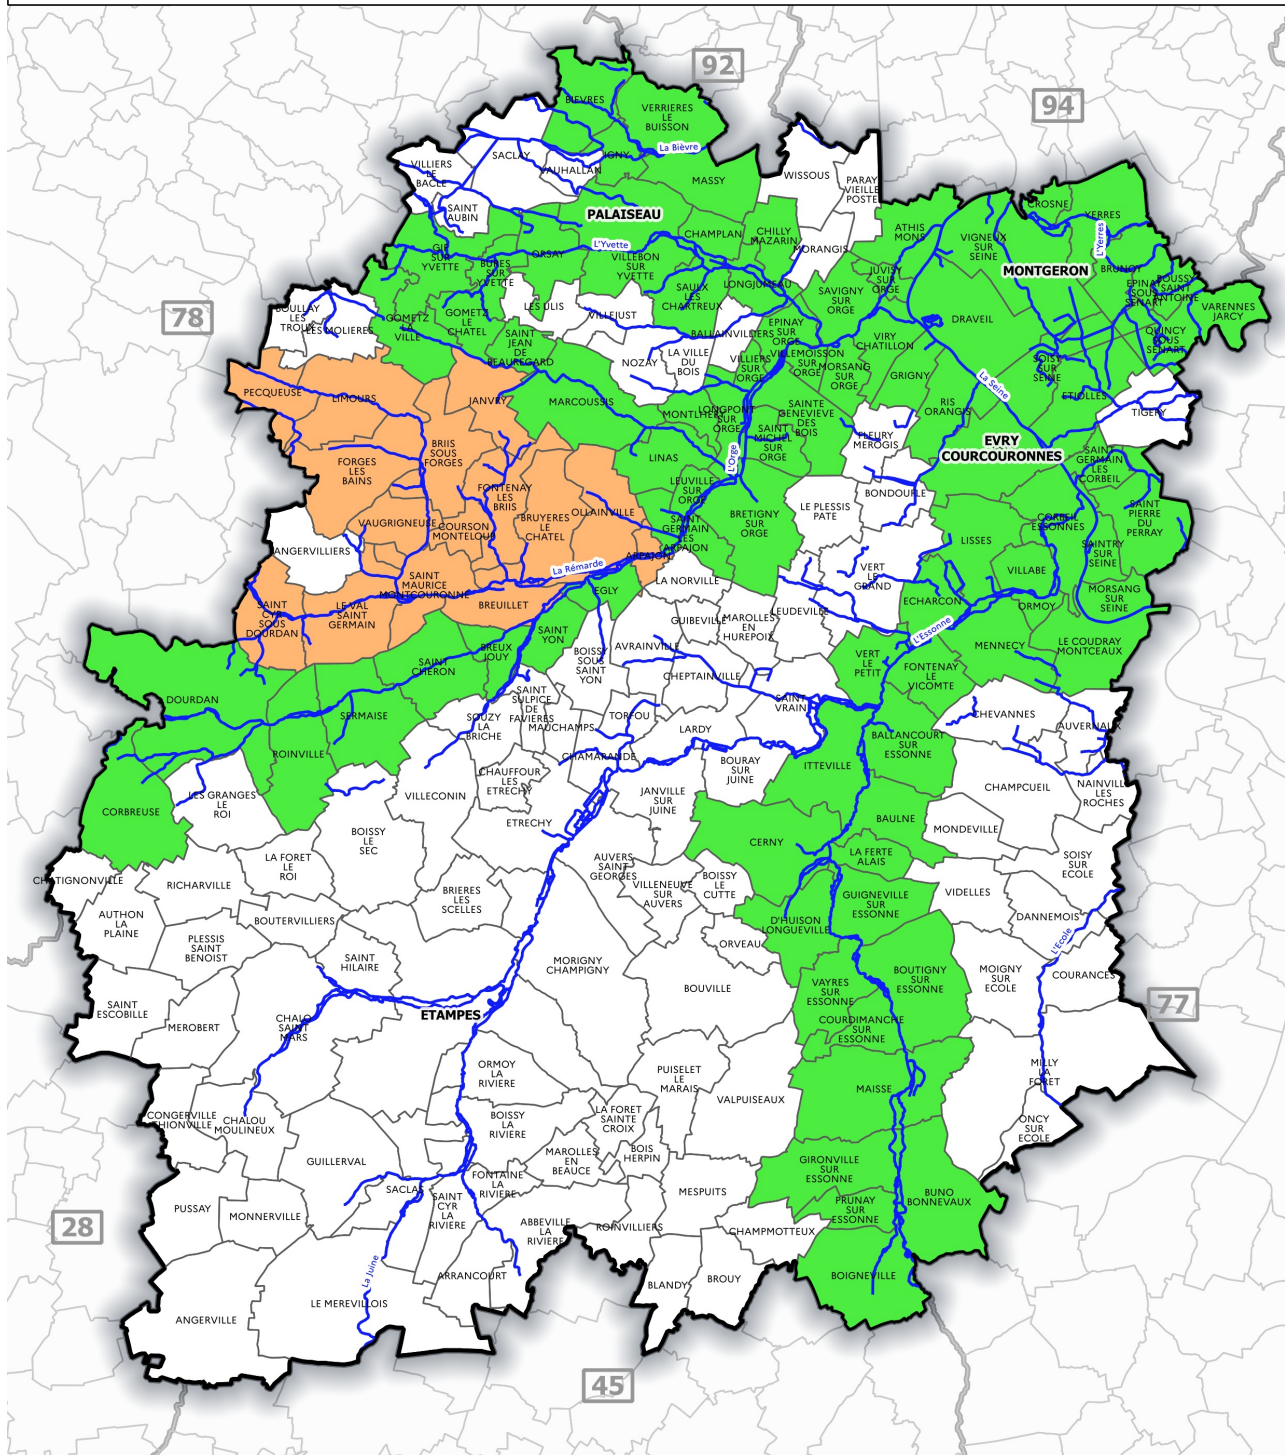 92
94
78
77
28
45
BIEVRES
VERRIERES
LE
BUISSON
La Bièvre
IGNY
SACLAY
VAUHALLAN
VILLIERS
LE
BACLE
SAINT
AUBIN
MASSY
WISSOUS
PARAY
VIEILLE
POSTE
PALAISEAU
CHAMPLAN
CHILLY
MAZARIN
MORANGIS
ATHIS
MONS
VIGNEUX
SUR
SEINE
CROSNE
YERRES
L'Yerres
MONTGERON
BRUNOY
EPINAY
SOUS
SENART
BOUSSY
SAINT
ANTOINE
VARENNES
JARCY
QUINCY
SOUS
SENART
GIF
SUR
YVETTE
BURES
SUR
YVETTE
ORSAY
L'Yvette
VILLEBON
SUR
YVETTE
SAULX
LES
CHARTREUX
LONGJUMEAU
SAVIGNY
SUR
ORGE
JUVISY
SUR
ORGE
DRAVEIL
BOULLAY
LES
TROUX
LES MOLIERES
GOMETZ
LA
VILLE
GOMETZ
LE
CHATEL
LES ULIS
VILLEJUST
SAINT
JEAN
DE
BEAUREGARD
BALLAINVILLIERS
EPINAY
SUR
ORGE
VIRY
CHATILLON
NOZAY
LA VILLE
DU
BOIS
VILLIERS
SUR
ORGE
VILLEMOISSON
SUR
ORGE
MORSANG
SUR
ORGE
GRIGNY
SOISY
SUR
SEINE
La Seine
ETIOLLES
TIGERY
RIS
ORANGIS
PECQUEUSE
LIMOURS
JANVRY
MARCOUSSIS
MONTLHERY
LONGPONT
SUR
ORGE
SAINTE
GENEVIEVE
DES
BOIS
SAINT
MICHEL
SUR
ORGE
FLEURY
MEROGIS
EVRY
COURCOURONNES
SAINT
GERMAIN
LES
CORBEIL
BRIIS
SOUS
FORGES
FORGES
LES
BAINS
FONTENAY
LES
BRIIS
LINAS
L'Orge
LEUVILLE
SUR
ORGE
BRETIGNY
SUR
ORGE
LE PLESSIS
PATE
BONDOUFLE
LISSES
CORBEIL
ESSONNES
SAINT
PIERRE
DU
PERRAY
SAINTRY
SUR
SEINE
VAUGRIGNEUSE
COURSON
MONTELOUP
BRUYERES
LE
CHATEL
OLLAINVILLE
SAINT
GERMAIN
LES
ARPAJON
ARPAJON
ANGERVILLIERS
La Rémarde
LA NORVILLE
VERT
LE
GRAND
VILLABE
ORMOY
MORSANG
SUR
SEINE
SAINT
MAURICE
MONTCOURONNE
BREUILLET
EGLY
SAINT
CYR
SOUS
DOURDAN
LE VAL
SAINT
GERMAIN
GUIBEVILLE
MAROLLES
EN
HUREPOIX
LEUDEVILLE
ECHARCON
L'Essonne
MENNECY
LE COUDRAY
MONTCEAUX
SAINT
YON
BREUX
JOUY
BOISSY
SOUS
SAINT
YON
AVRAINVILLE
CHEPTAINVILLE
VERT
LE
PETIT
FONTENAY
LE
VICOMTE
SAINT
CHERON
DOURDAN
SERMAISE
ROINVILLE
SOUZY
LA
BRICHE
SAINT
SULPICE
DE
FAVIERES
MAUCHAMPS
TORFOU
LARDY
SAINT
VRAIN
CHEVANNES
AUVERNAUX
BALLANCOURT
SUR
ESSONNE
CHAMARANDE
BOURAY
SUR
JUINE
ITTEVILLE
CHAMPCUEIL
NAINVILLE
LES
ROCHES
CORBREUSE
LES GRANGES
LE
ROI
VILLECONIN
CHAUFFOUR
LES
ETRECHY
JANVILLE
SUR
JUINE
ETRECHY
BAULNE
MONDEVILLE
BOISSY
LE
SEC
CERNY
LA FERTE
ALAIS
SOISY
SUR
ECOLE
CHATIGNONVILLE
RICHARVILLE
LA FORET
LE
ROI
AUVERS
SAINT
GEORGES
VILLENEUVE
SUR
AUVERS
BOISSY
LE
CUTTE
GUIGNEVILLE
SUR
ESSONNE
VIDELLES
DANNEMOIS
AUTHON
LA
PLAINE
BOUTERVILLIERS
BRIERES
LES
SCELLES
D'HUISON
LONGUEVILLE
L'Ecole
PLESSIS
SAINT
BENOIST
SAINT
HILAIRE
MORIGNY
CHAMPIGNY
ORVEAU
BOUVILLE
VAYRES
SUR
ESSONNE
BOUTIGNY
SUR
ESSONNE
MOIGNY
SUR
ECOLE
COURANCES
SAINT
ESCOBILLE
MEROBERT
CHALO
SAINT
MARS
ETAMPES
COURDIMANCHE
SUR
ESSONNE
ORMOY
LA
RIVIERE
PUISELET
LE
MARAIS
VALPUISEAUX
MAISSE
MILLY
LA
FORET
ONCY
SUR
ECOLE
CONGERVILLE
THIONVILLE
CHALOU
MOULINEUX
BOISSY
LA
RIVIERE
LA FORET
SAINTE
CROIX
BOIS
HERPIN
MAROLLES
EN
BEAUCE
GUILLERVAL
SACLAS
FONTAINE
LA
RIVIERE
GIRONVILLE
SUR
ESSONNE
PUSSAY
MONNERVILLE
SAINT
CYR
LA
RIVIERE
ABBEVILLE
LA
RIVIERE
ROINVILLIERS
MESPUITS
CHAMPMOTTEUX
PRUNAY
SUR
ESSONNE
BUNO
BONNEVAUX
La Juine
ARRANCOURT
BLANDY
BROUY
BOIGNEVILLE
ANGERVILLE
LE MEREVILLOIS